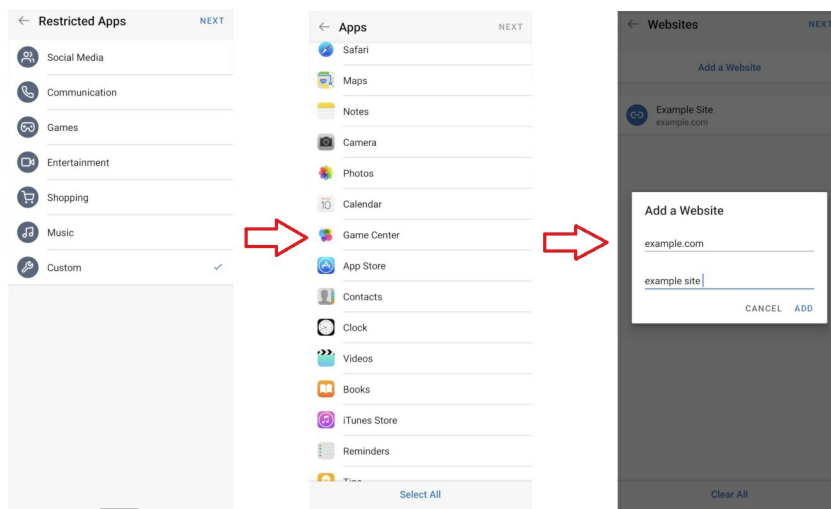 Restricted Apps NEXT
Social Media
Communication
Games
Entertainment
Shopping
Music
Custom
Apps NEXT
Safari
Maps
Notes
Camera
Photos
10 Calendar
Game Center
App Store
Contacts
Clock
Videos
Books
iTunes Store
Reminders
Tips
Select All
Websites NEXT
Add a Website
Example Site
example.com
Add a Website
example.com
example site
CANCEL ADD
Clear All